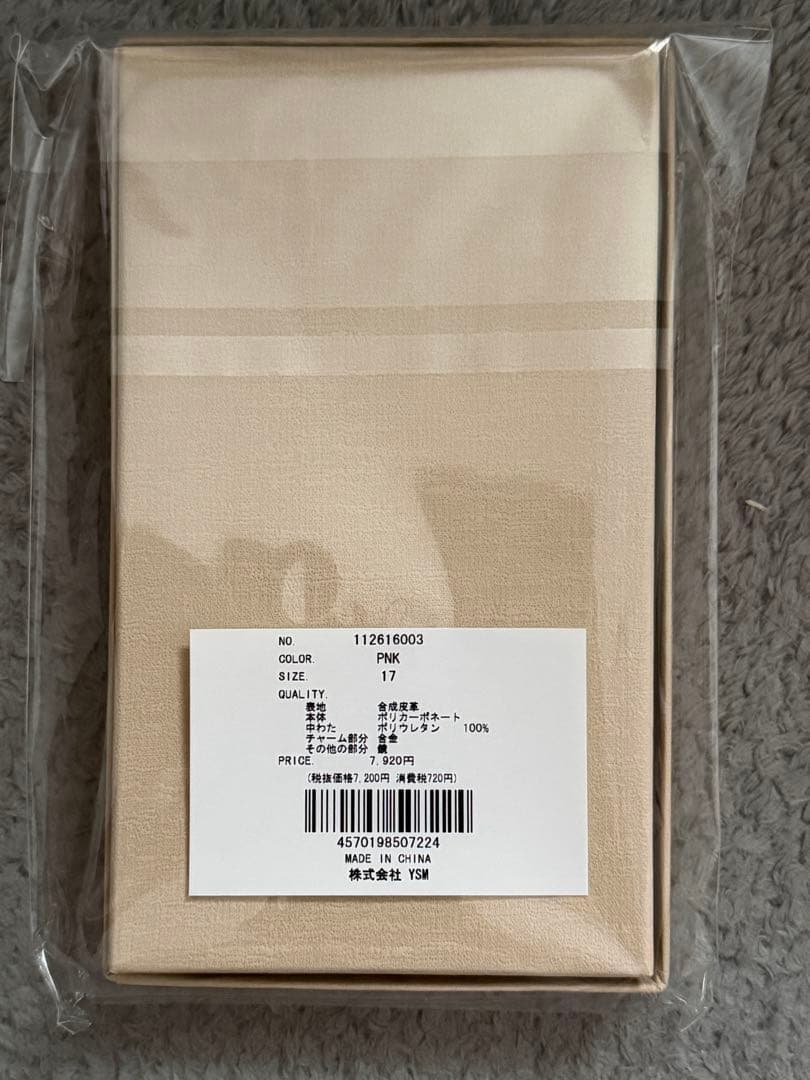 NO. 112616003
COLOR. PNK
SIZE. 17
QUALITY.
表地 合成皮革
本体 ポリカーボネート
中わた ポリウレタン 100%
チャーム部分 合金
その他の部分 鏡
PRICE. 7,920円
(税抜価格7,200円 消費税720円)
4570198507224
MADE IN CHINA
株式会社 YSM